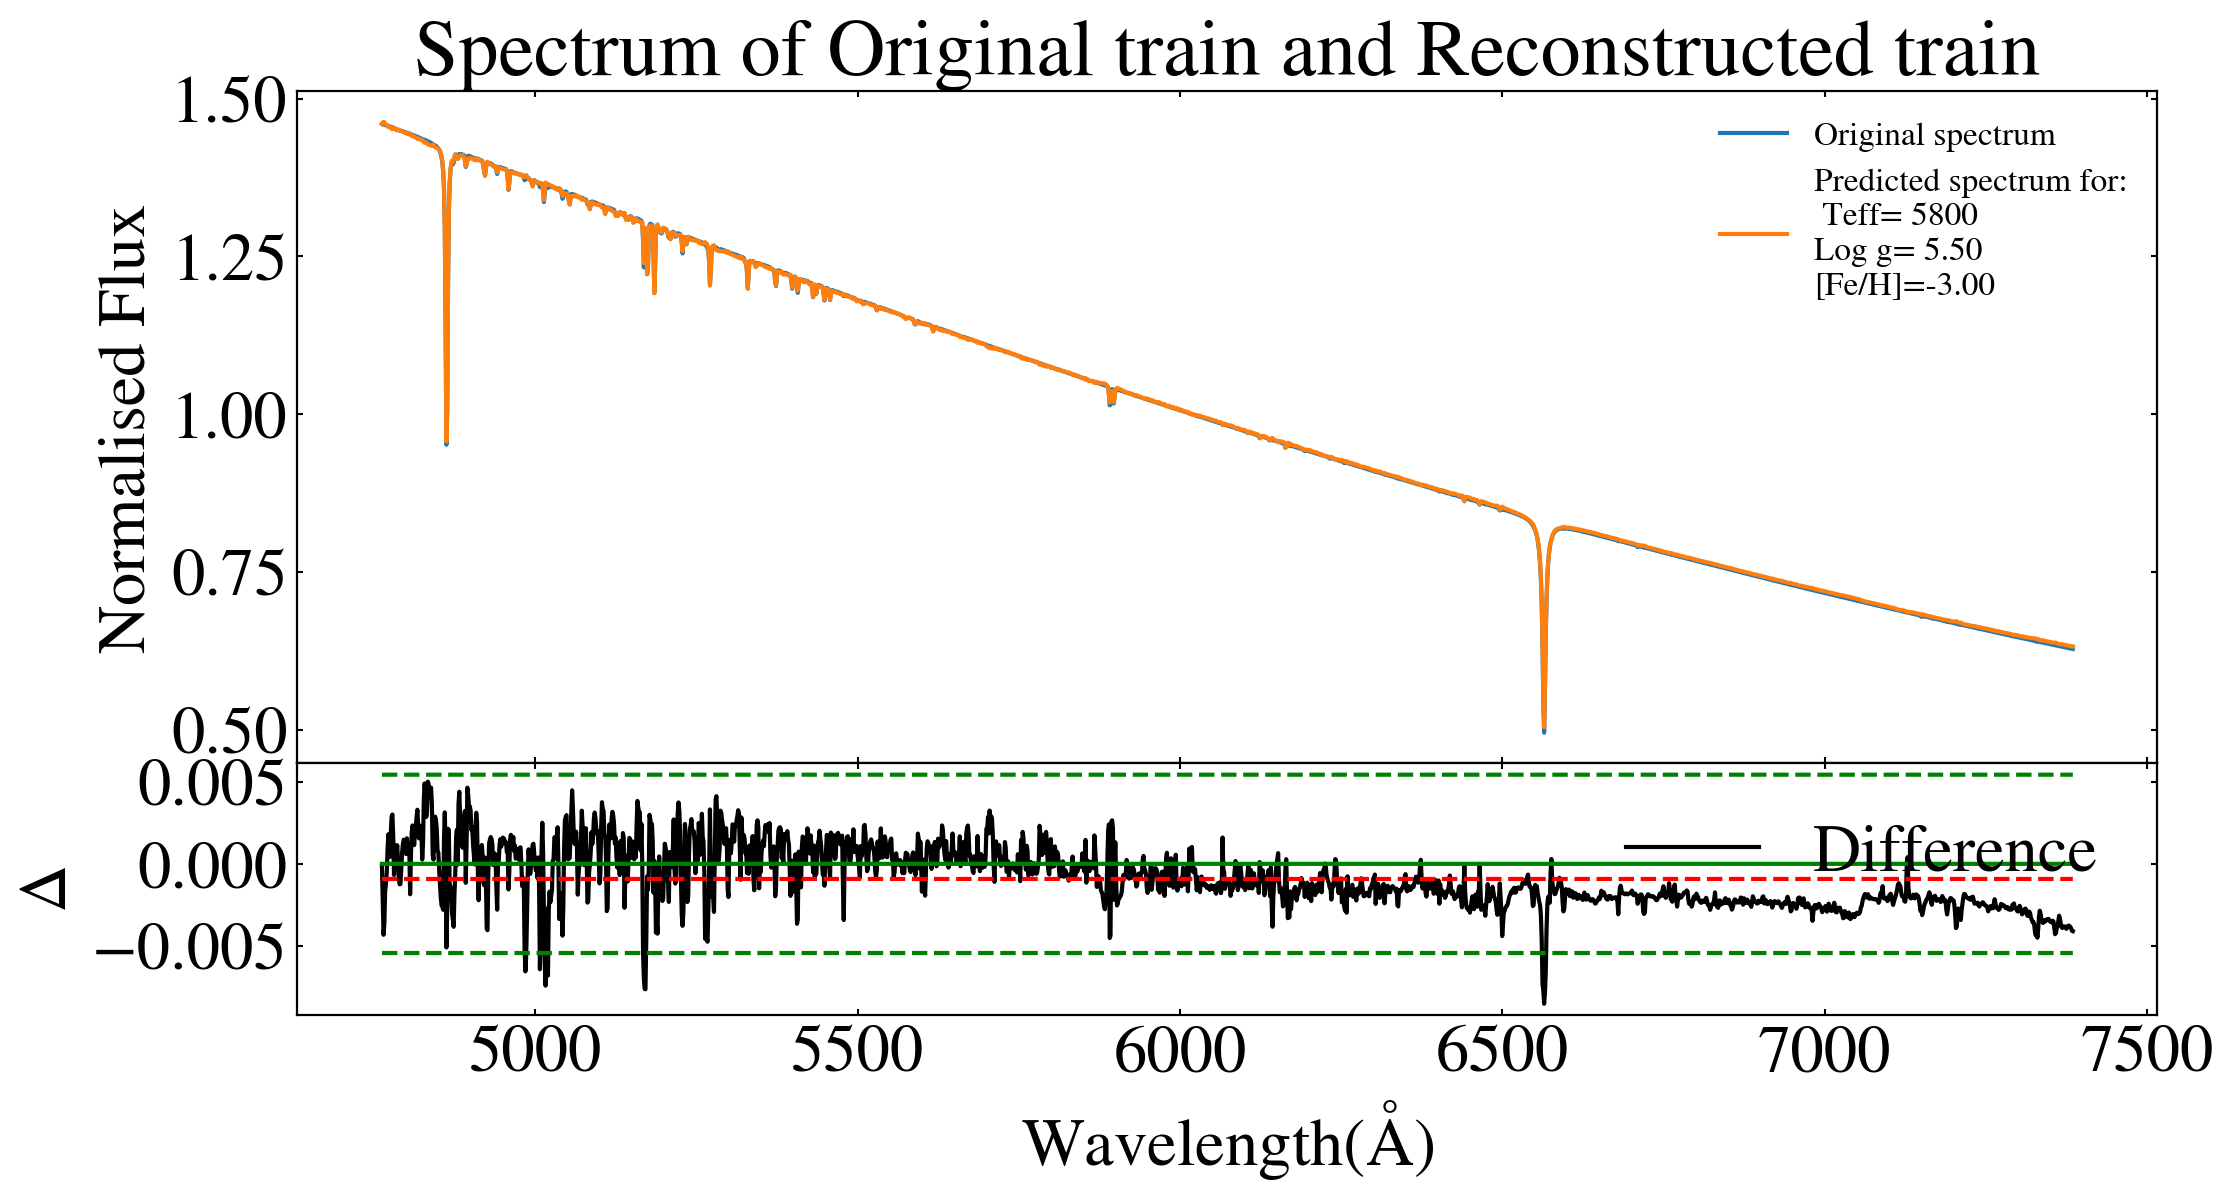 Spectrum of Original train and Reconstructed train
Normalised Flux
1.50
1.25
1.00
0.75
0.50
Original spectrum
Predicted spectrum for:
Teff= 5800
Log g= 5.50
[Fe/H]=-3.00
Δ
0.005
0.000
−0.005
Difference
5000 5500 6000 6500 7000 7500
Wavelength(Å)